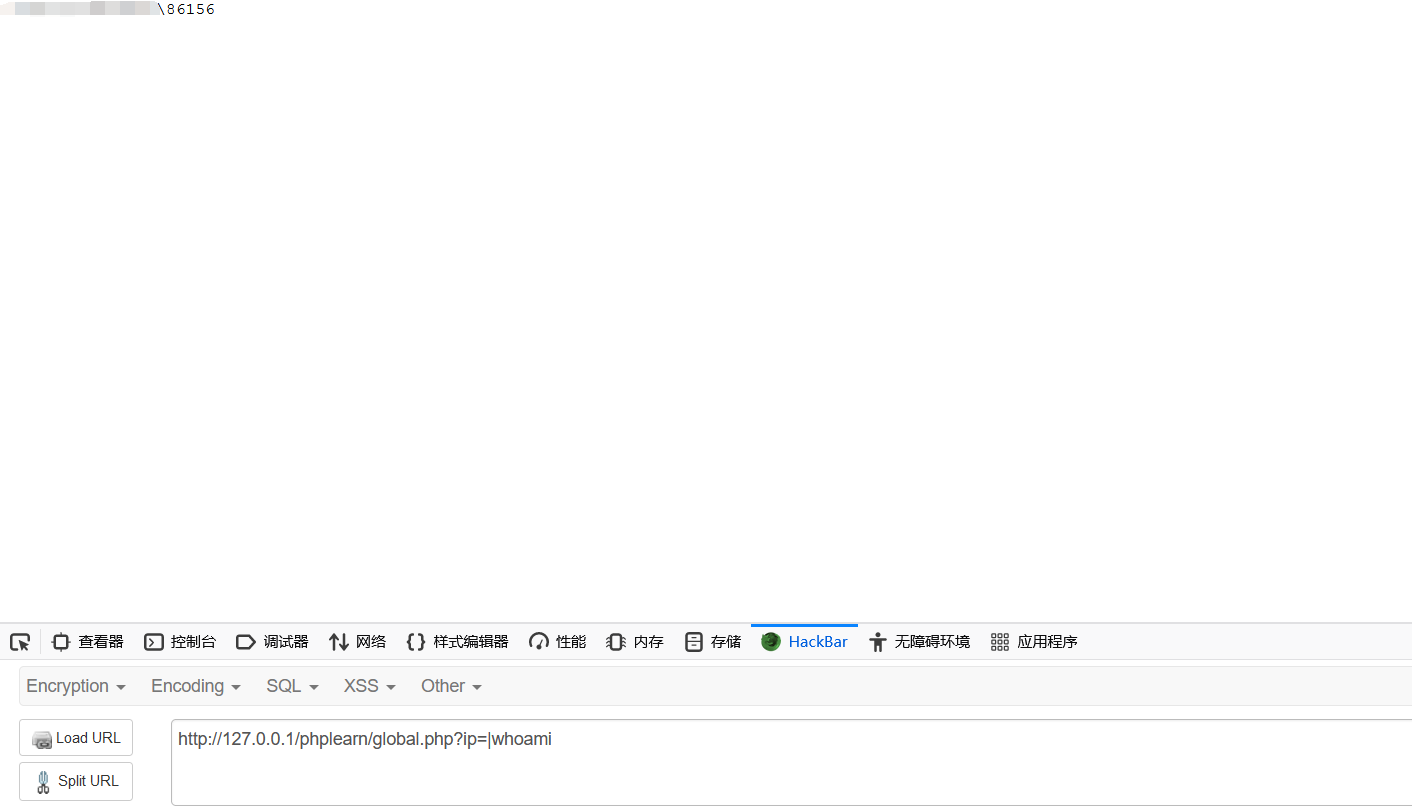 \86156
查看器 控制台 调试器 网络 样式编辑器 性能 内存 存储 HackBar 无障碍环境 应用程序
Encryption Encoding SQL XSS Other
Load URL
http://127.0.0.1/phplearn/global.php?ip=|whoami
Split URL